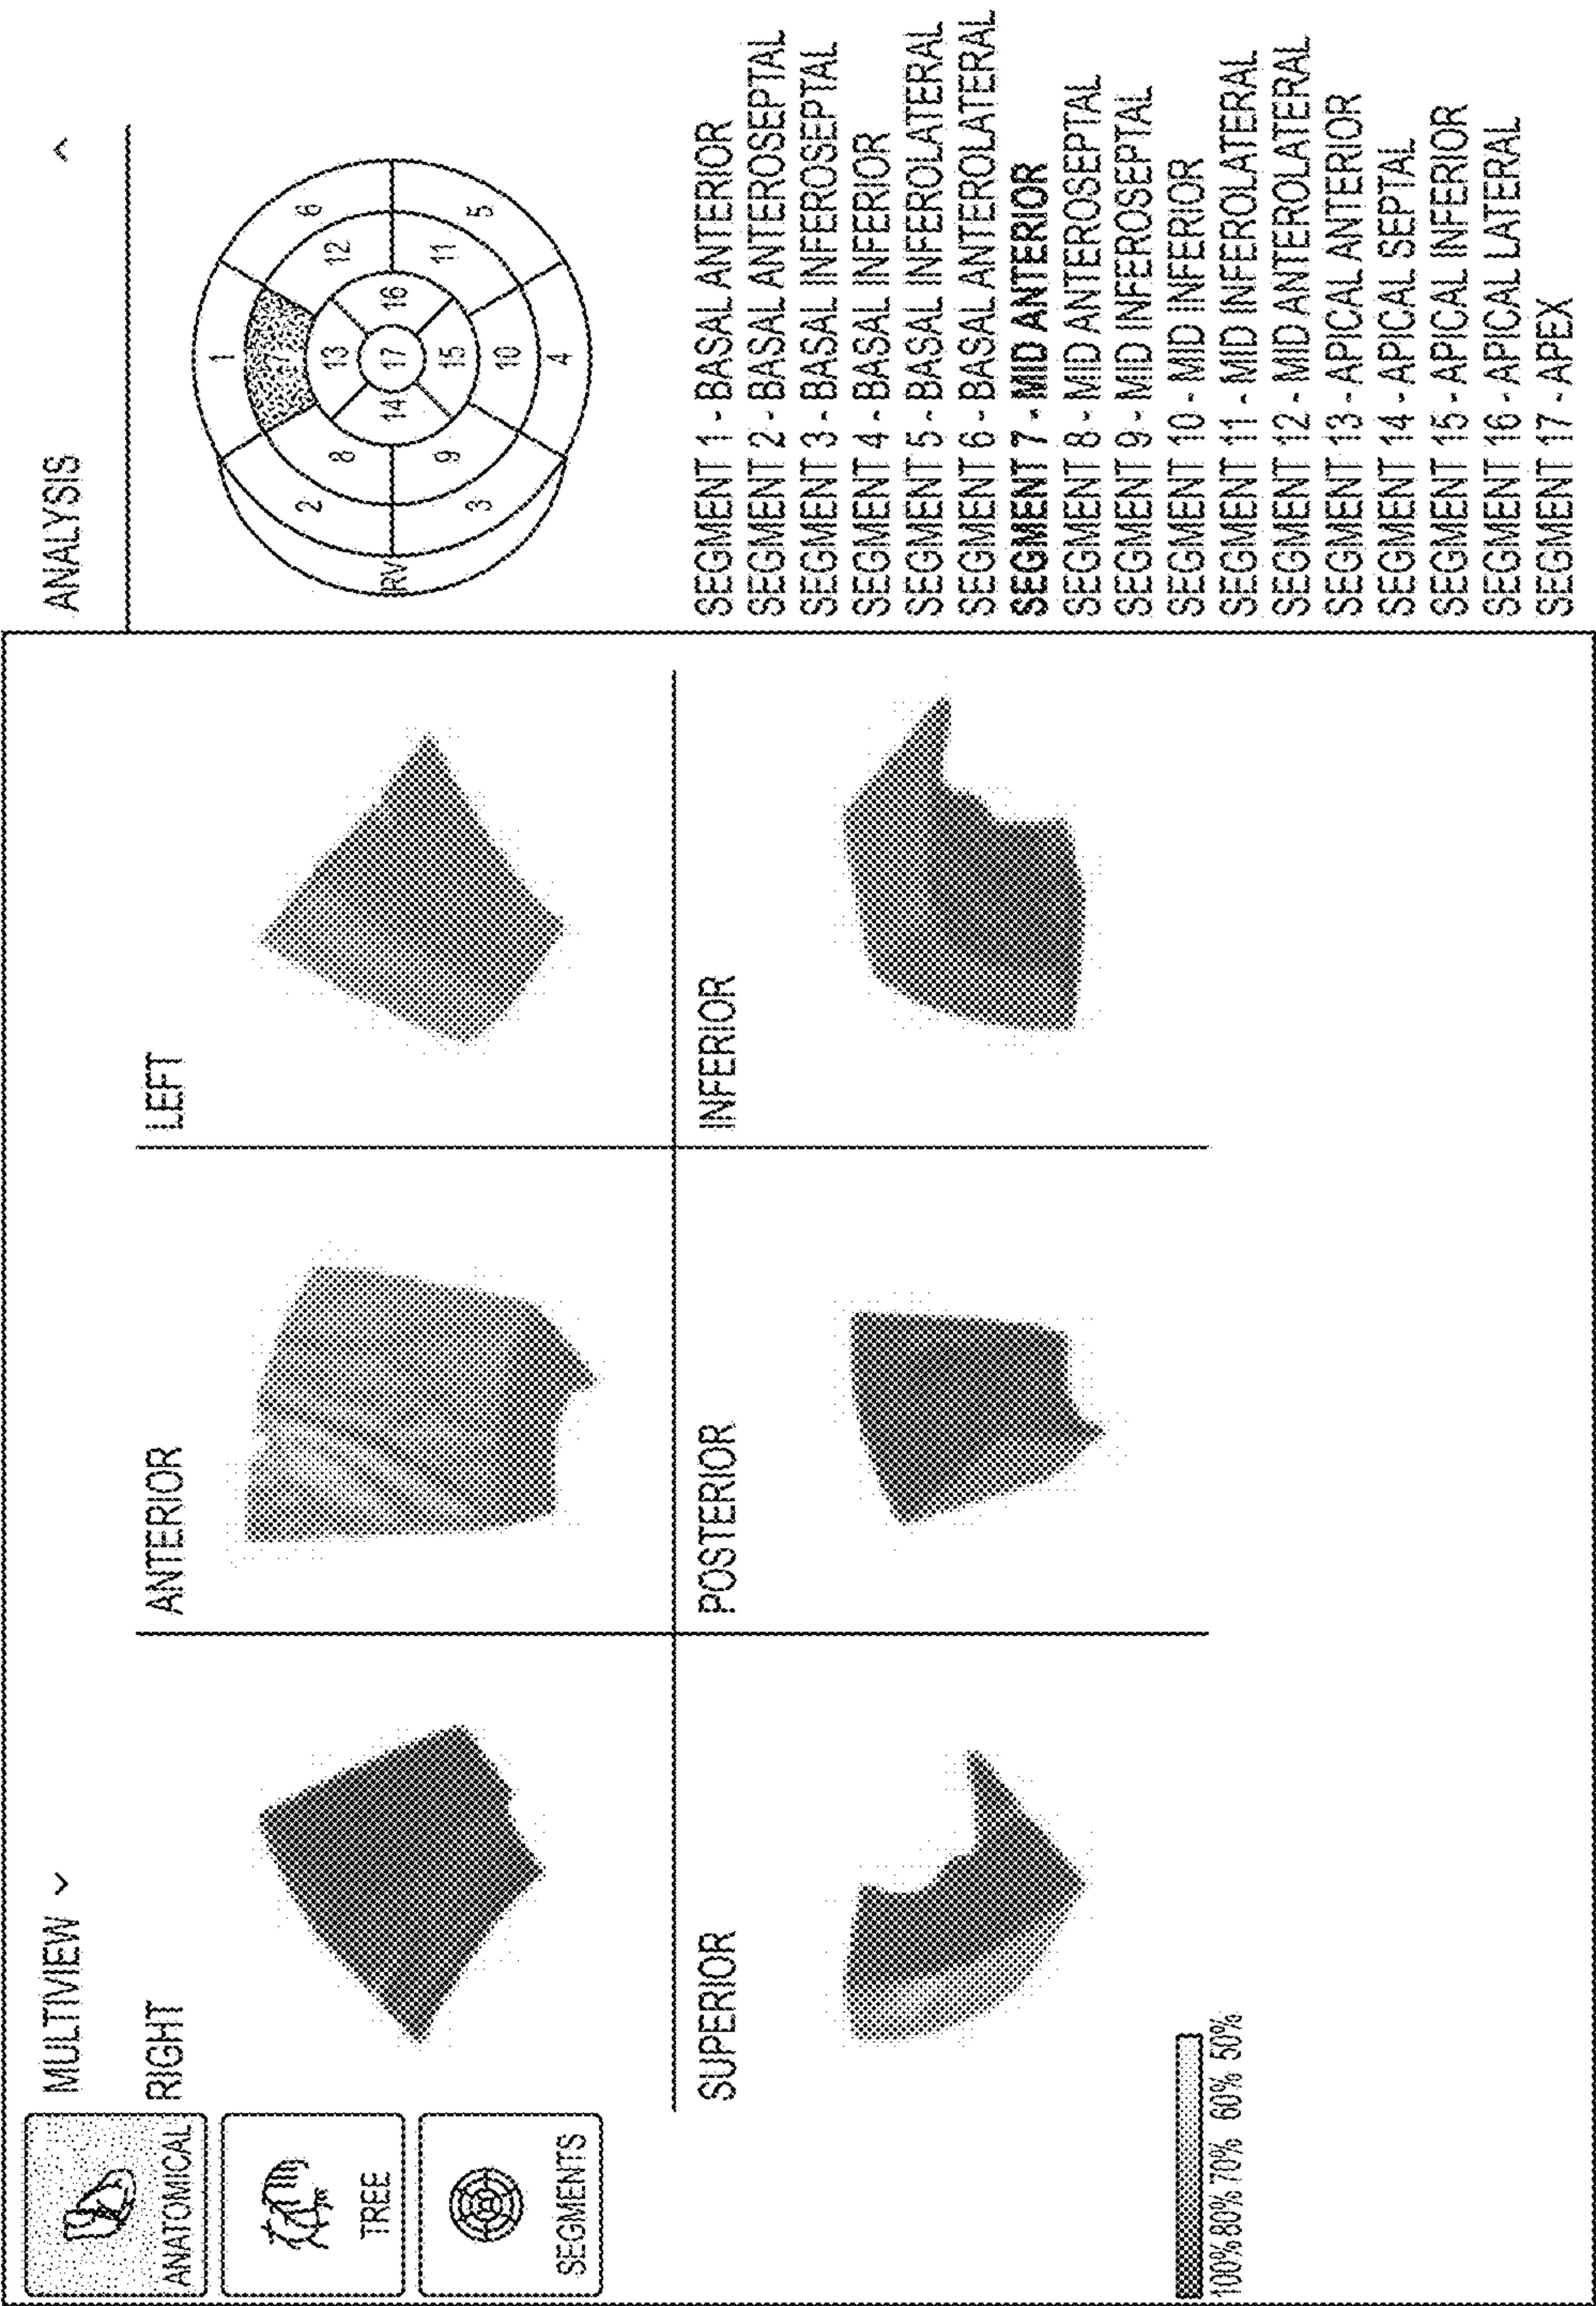 MULTIVIEW
ANATOMICAL
TREE
SEGMENTS
RIGHT
ANTERIOR
LEFT
SUPERIOR
POSTERIOR
INFERIOR
100% 80% 70% 60% 50%
ANALYSIS
1
2
3
4
5
6
7
8
9
10
11
12
13
14
15
16
17
RV
SEGMENT 1 - BASAL ANTERIOR
SEGMENT 2 - BASAL ANTEROSEPTAL
SEGMENT 3 - BASAL INFEROSEPTAL
SEGMENT 4 - BASAL INFERIOR
SEGMENT 5 - BASAL INFEROLATERAL
SEGMENT 6 - BASAL ANTEROLATERAL
SEGMENT 7 - MID ANTERIOR
SEGMENT 8 - MID ANTEROSEPTAL
SEGMENT 9 - MID INFEROSEPTAL
SEGMENT 10 - MID INFERIOR
SEGMENT 11 - MID INFEROLATERAL
SEGMENT 12 - MID ANTEROLATERAL
SEGMENT 13 - APICAL ANTERIOR
SEGMENT 14 - APICAL SEPTAL
SEGMENT 15 - APICAL INFERIOR
SEGMENT 16 - APICAL LATERAL
SEGMENT 17 - APEX